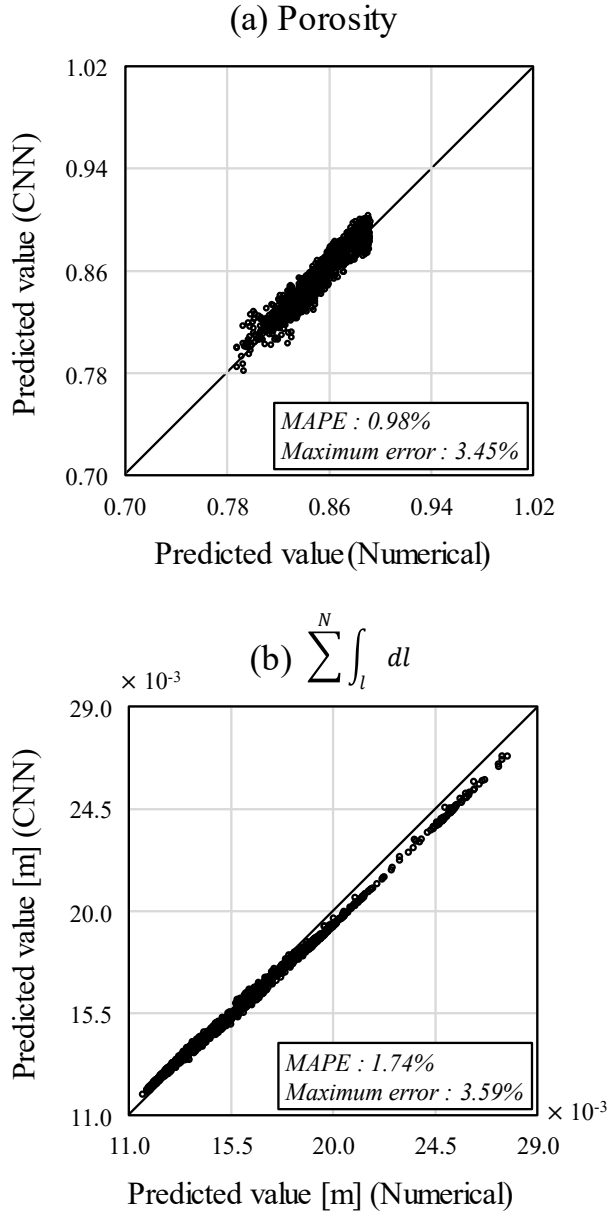 (a) Porosity
1.02
0.94
0.86
0.78
0.70
Predicted value (CNN)
MAPE : 0.98%
Maximum error : 3.45%
0.70 0.78 0.86 0.94 1.02
Predicted value (Numerical)
(b) ∑^N ∫_l dl
× 10^-3
29.0
24.5
20.0
15.5
11.0
Predicted value [m] (CNN)
MAPE : 1.74%
Maximum error : 3.59%
× 10^-3
11.0 15.5 20.0 24.5 29.0
Predicted value [m] (Numerical)